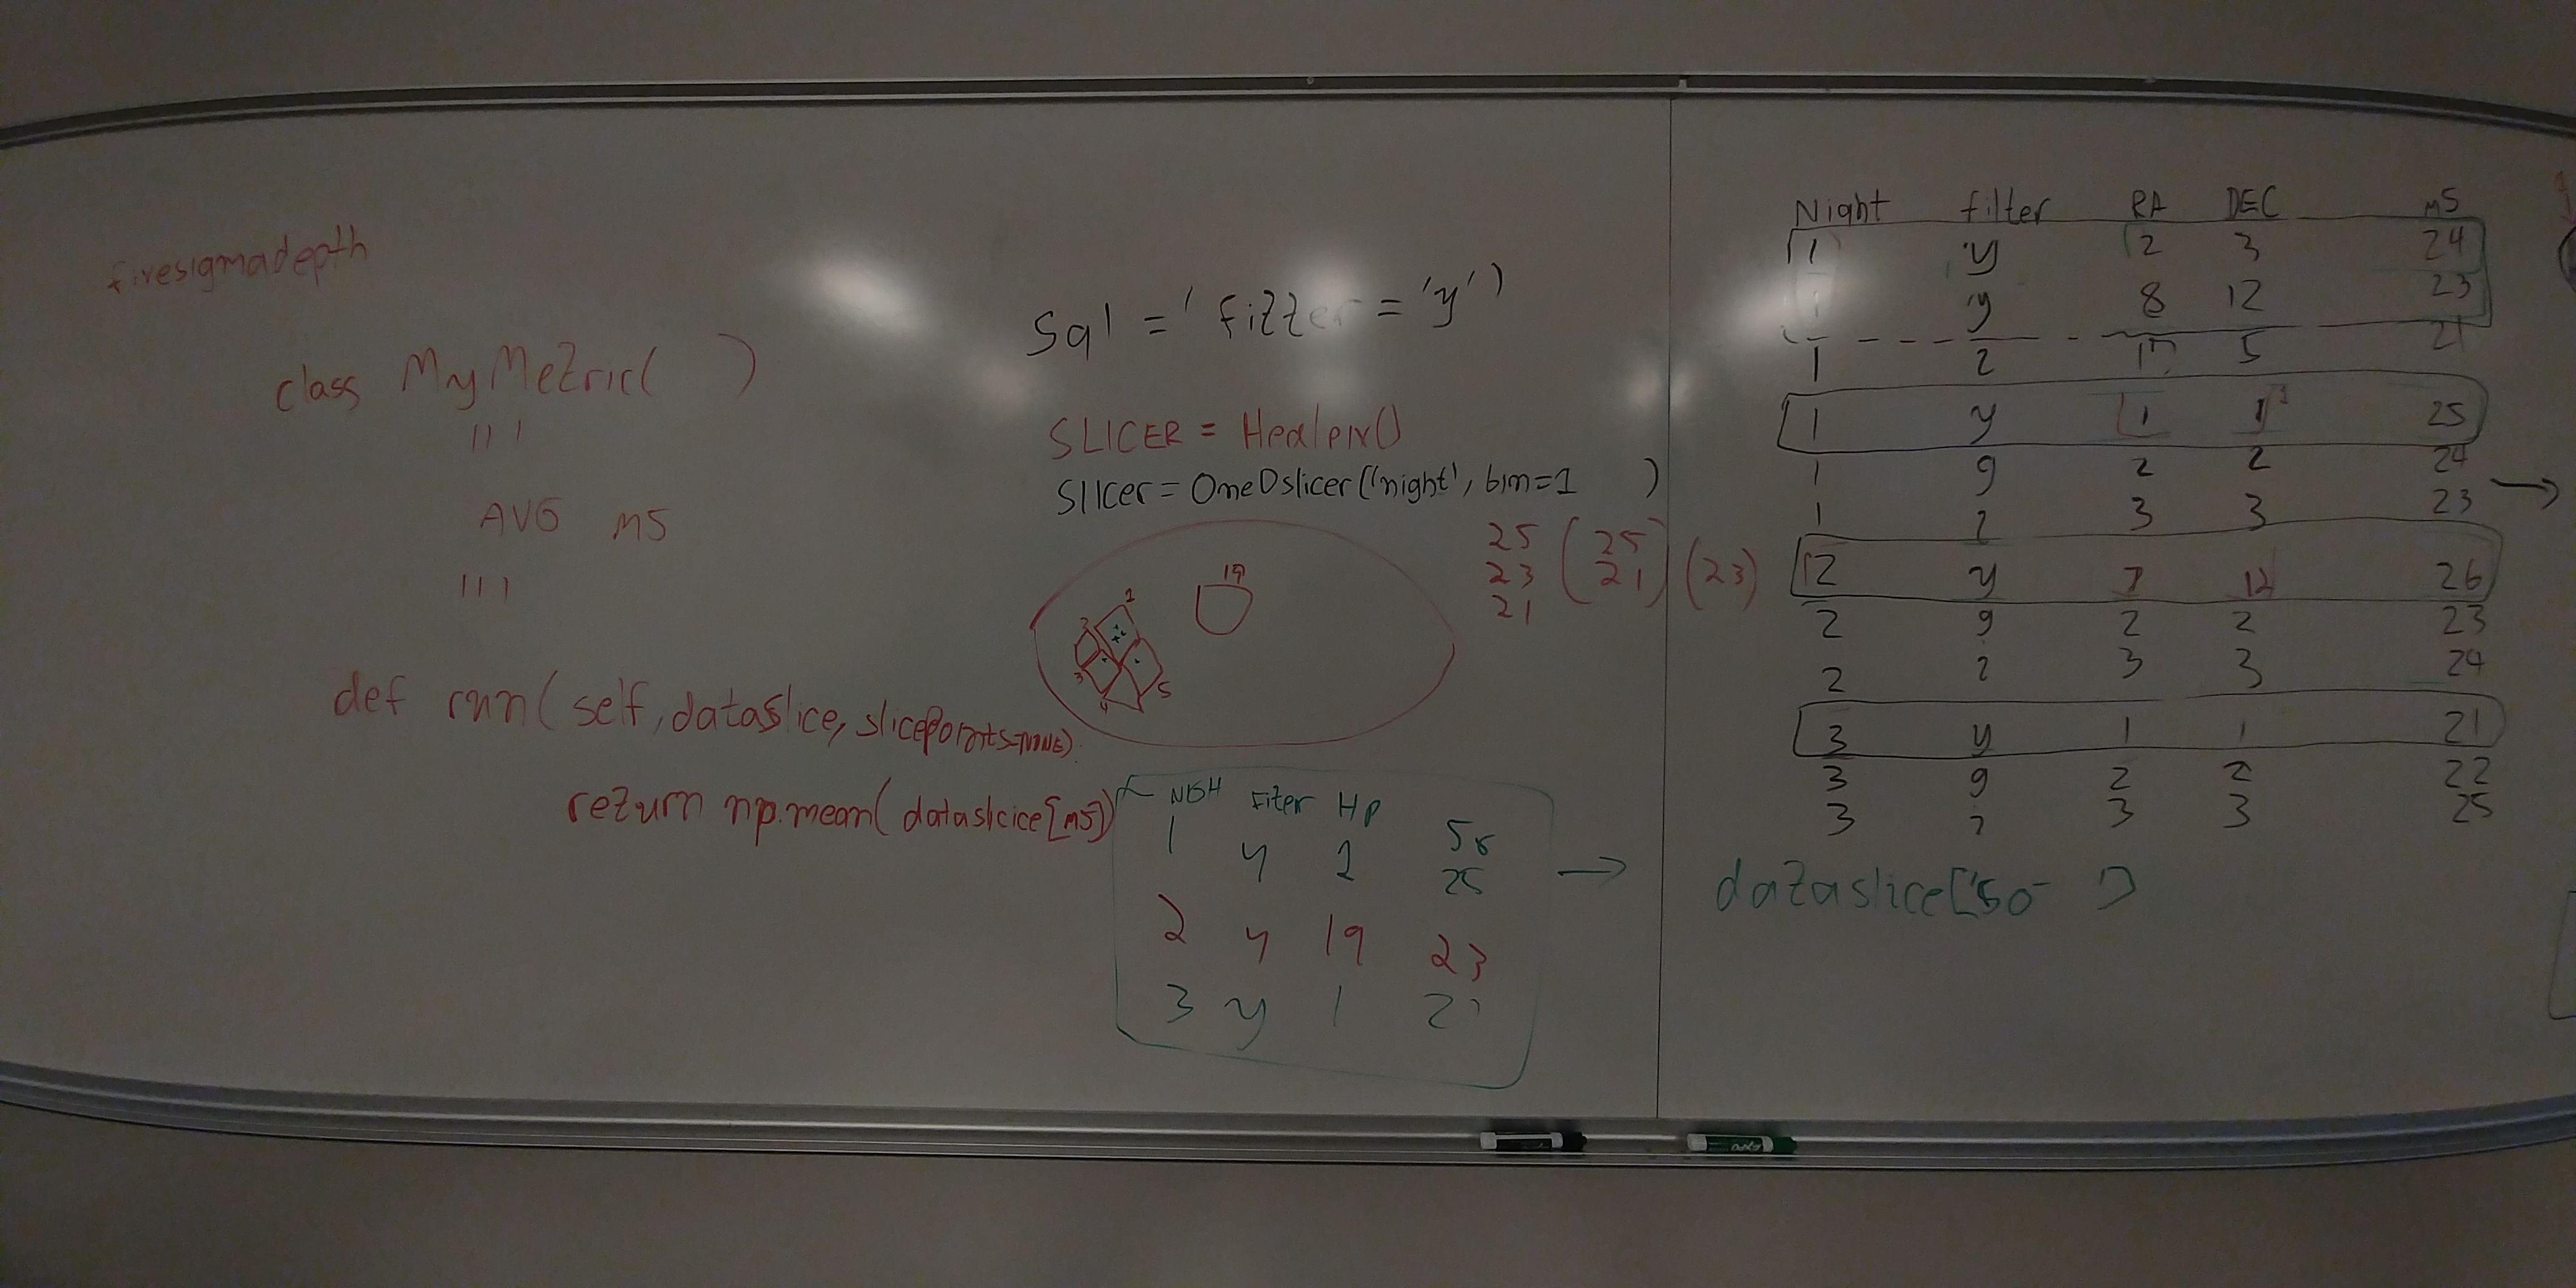 fivesigmadepth
class MyMetric( )
'''
AVG m5
'''
def run(self, dataslice, slicePoints=NONE):
return np.mean(dataslcice[m5])
Sql = 'filter = 'y')
SLICER = Healpix()
Slicer = OneDslicer('night', bin=1 )
25 (25) (23)
23 21
21
1
2
3
4
5
19
NIGH Filter HP 5σ
1 y 1 25
2 y 19 23
3 y 1 21
→
Night filter RA DEC m5
1 y 2 3 24
1 y 8 12 23
1 z 17 5 21
1 y 1 1 25
1 g 2 2 24
1 z 3 3 23 →
2 y 7 12 26
2 g 2 2 23
2 z 3 3 24
3 y 1 1 21
3 g 2 2 22
3 z 3 3 25
dataslice['5σ ']